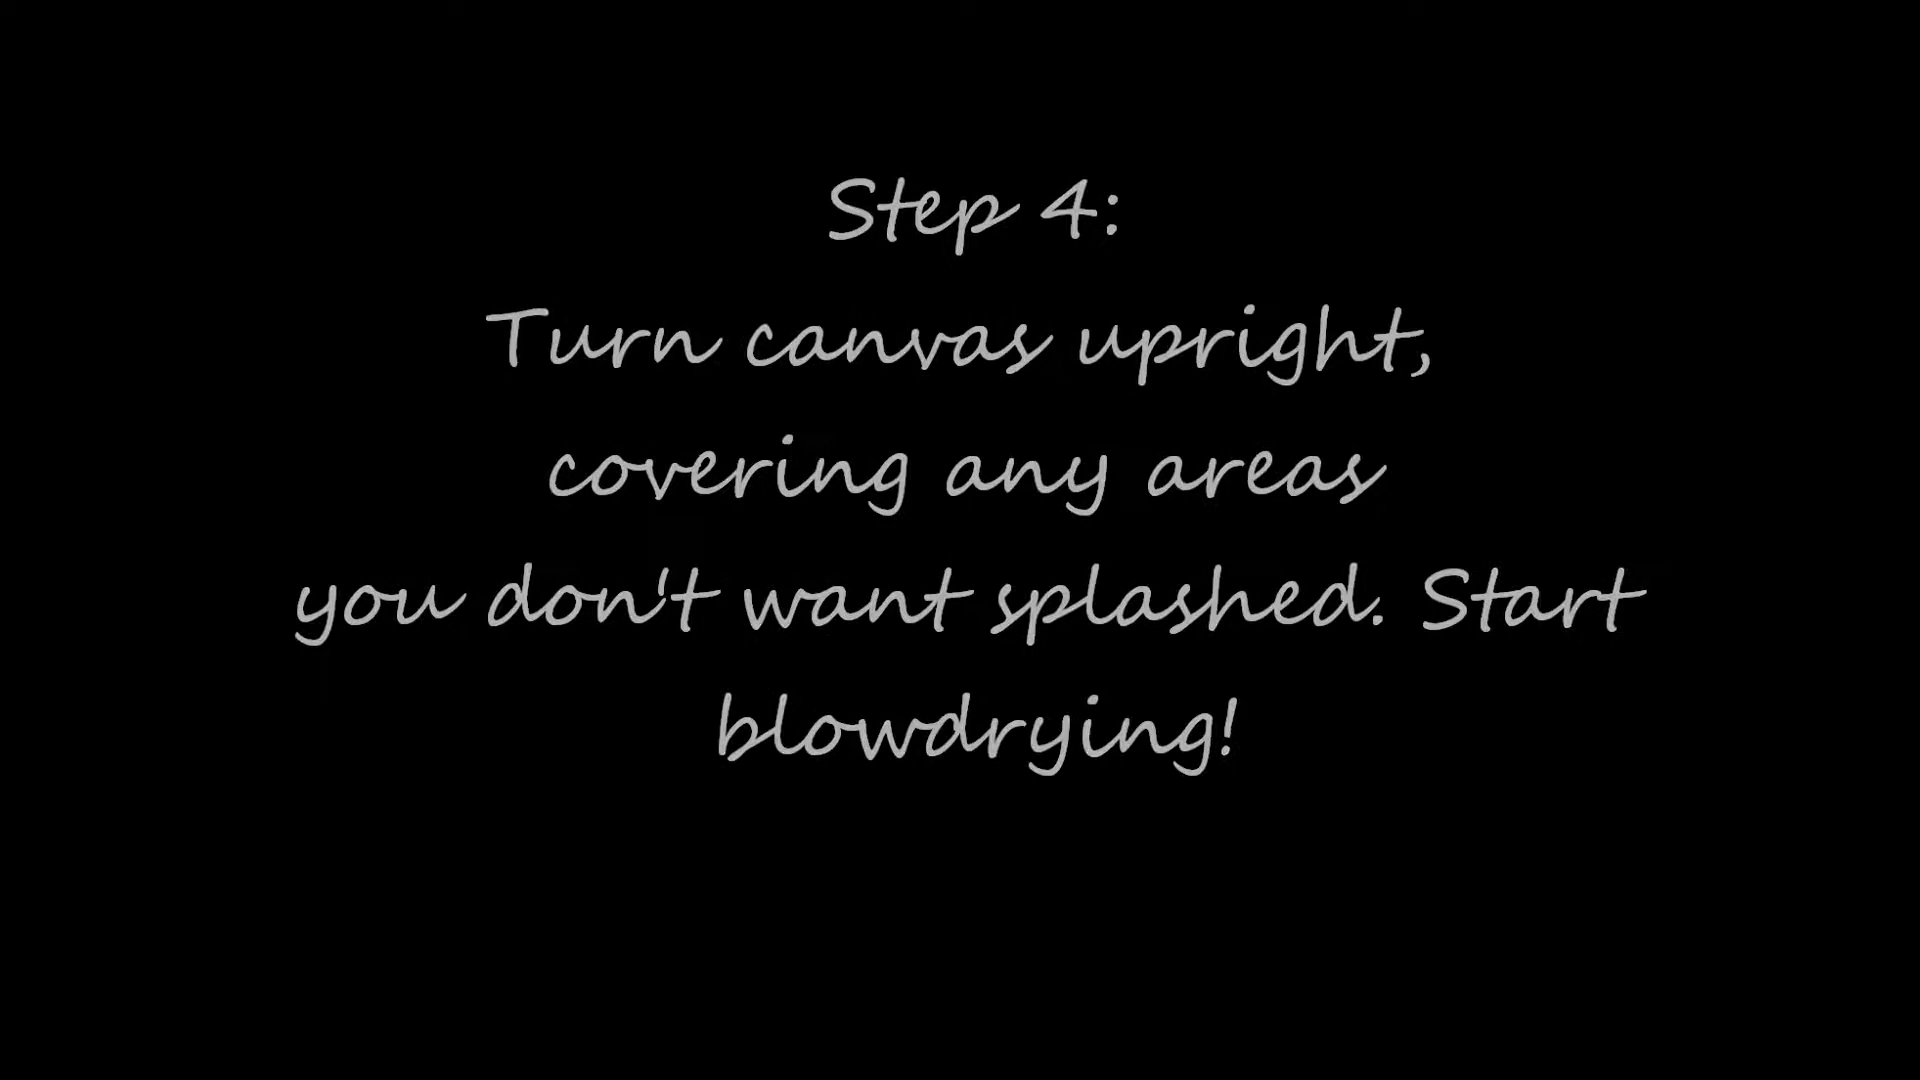 Step 4:
Turn canvas upright,
covering any areas
you don't want splashed. Start
blowdrying!